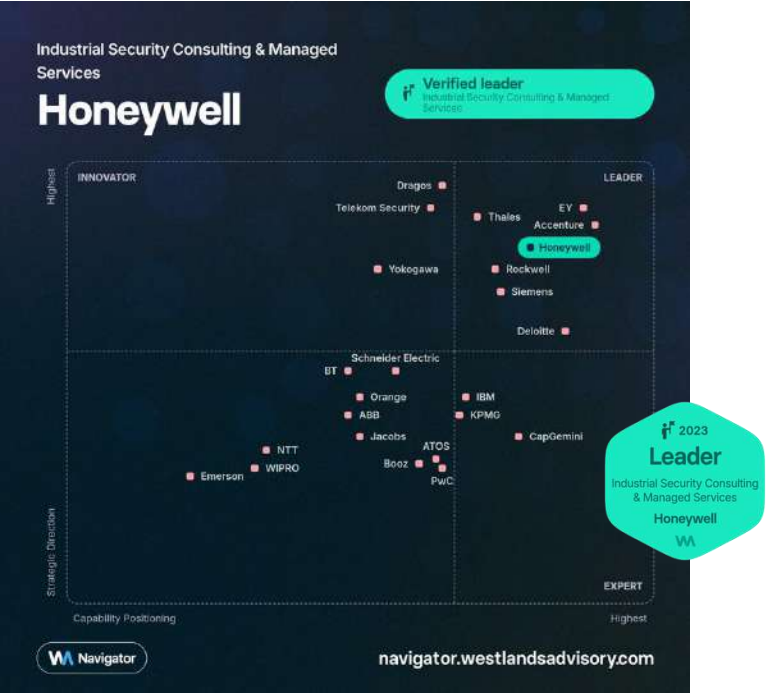 Industrial Security Consulting & Managed
Services
Honeywell
Verified leader
Industrial Security Consulting & Managed
Services
Highest
INNOVATOR
LEADER
Dragos
Telekom Security
EY
Thales
Accenture
Honeywell
Yokogawa
Rockwell
Siemens
Deloitte
Schneider Electric
BT
Orange
IBM
ABB
KPMG
Jacobs
CapGemini
ATOS
NTT
Booz
WIPRO
Emerson
PwC
Strategic Direction
EXPERT
Capability Positioning
Highest
2023
Leader
Industrial Security Consulting
& Managed Services
Honeywell
WA
WA Navigator
navigator.westlandsadvisory.com